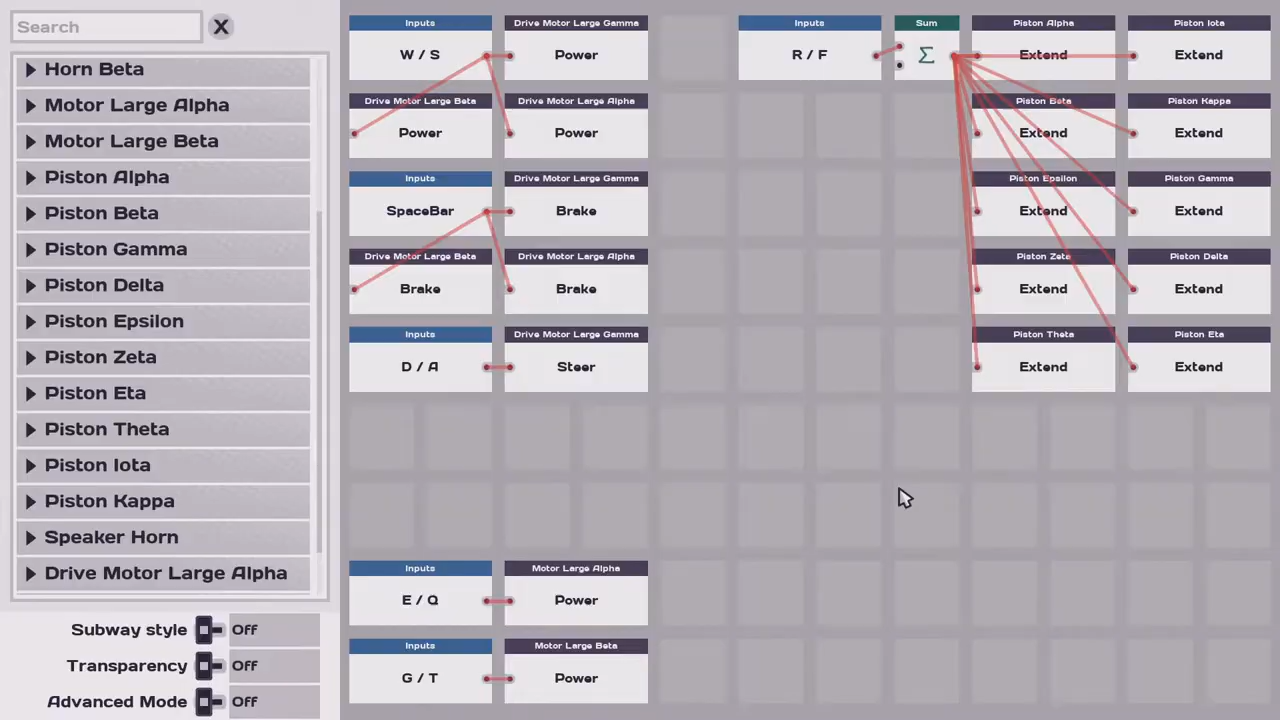 Search
X
Horn Beta
Motor Large Alpha
Motor Large Beta
Piston Alpha
Piston Beta
Piston Gamma
Piston Delta
Piston Epsilon
Piston Zeta
Piston Eta
Piston Theta
Piston Iota
Piston Kappa
Speaker Horn
Drive Motor Large Alpha
Subway style Off
Transparency Off
Advanced Mode Off
Inputs
W / S
Drive Motor Large Gamma
Power
Drive Motor Large Beta
Power
Drive Motor Large Alpha
Power
Inputs
SpaceBar
Drive Motor Large Gamma
Brake
Drive Motor Large Beta
Brake
Drive Motor Large Alpha
Brake
Inputs
D / A
Drive Motor Large Gamma
Steer
Inputs
E / Q
Motor Large Alpha
Power
Inputs
G / T
Motor Large Beta
Power
Inputs
R / F
Sum
Σ
Piston Alpha
Extend
Piston Iota
Extend
Piston Beta
Extend
Piston Kappa
Extend
Piston Epsilon
Extend
Piston Gamma
Extend
Piston Zeta
Extend
Piston Delta
Extend
Piston Theta
Extend
Piston Eta
Extend